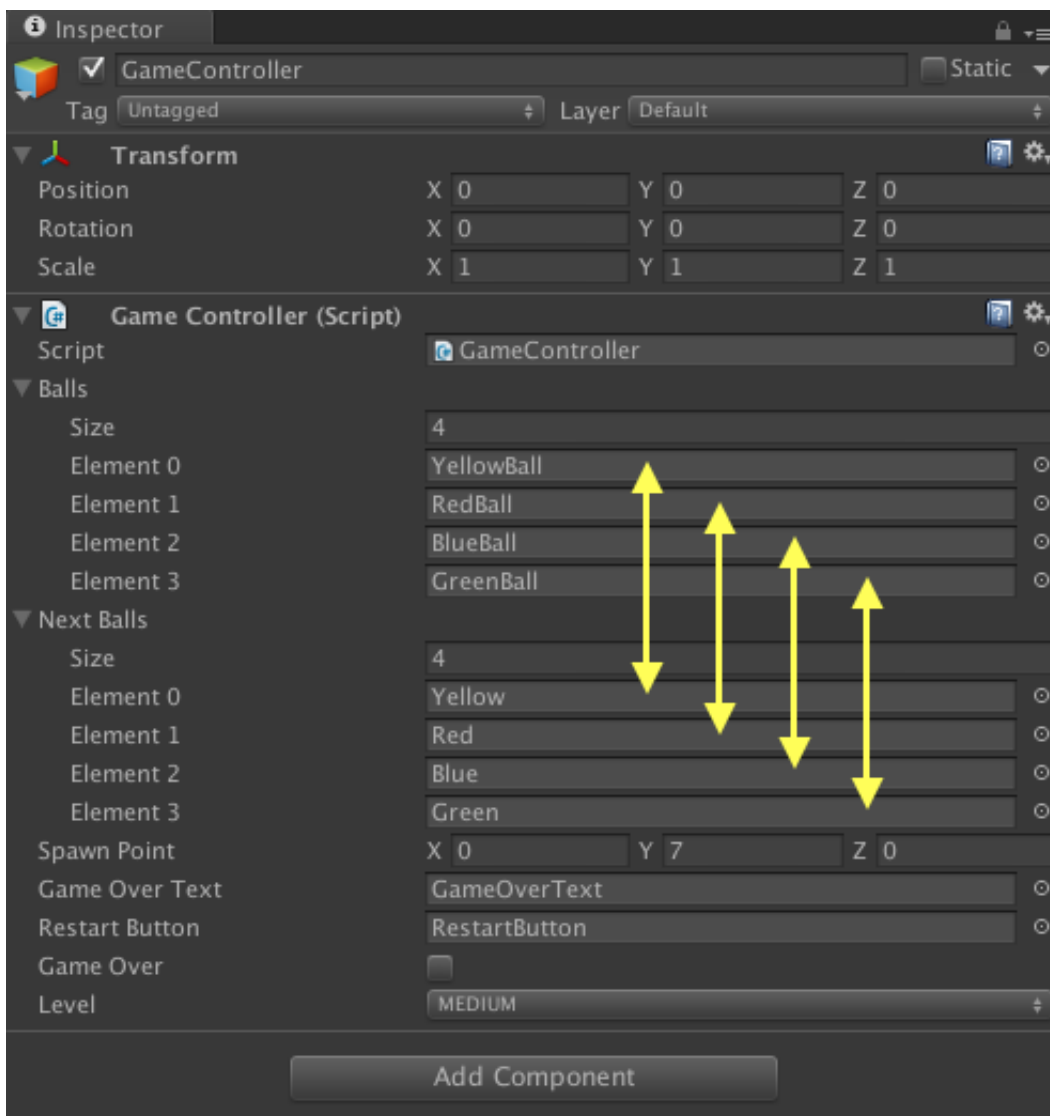 Inspector
GameController Static
Tag Untagged Layer Default
Transform
Position X 0 Y 0 Z 0
Rotation X 0 Y 0 Z 0
Scale X 1 Y 1 Z 1
Game Controller (Script)
Script GameController
Balls
Size 4
Element 0 YellowBall
Element 1 RedBall
Element 2 BlueBall
Element 3 GreenBall
Next Balls
Size 4
Element 0 Yellow
Element 1 Red
Element 2 Blue
Element 3 Green
Spawn Point X 0 Y 7 Z 0
Game Over Text GameOverText
Restart Button RestartButton
Game Over
Level MEDIUM
Add Component